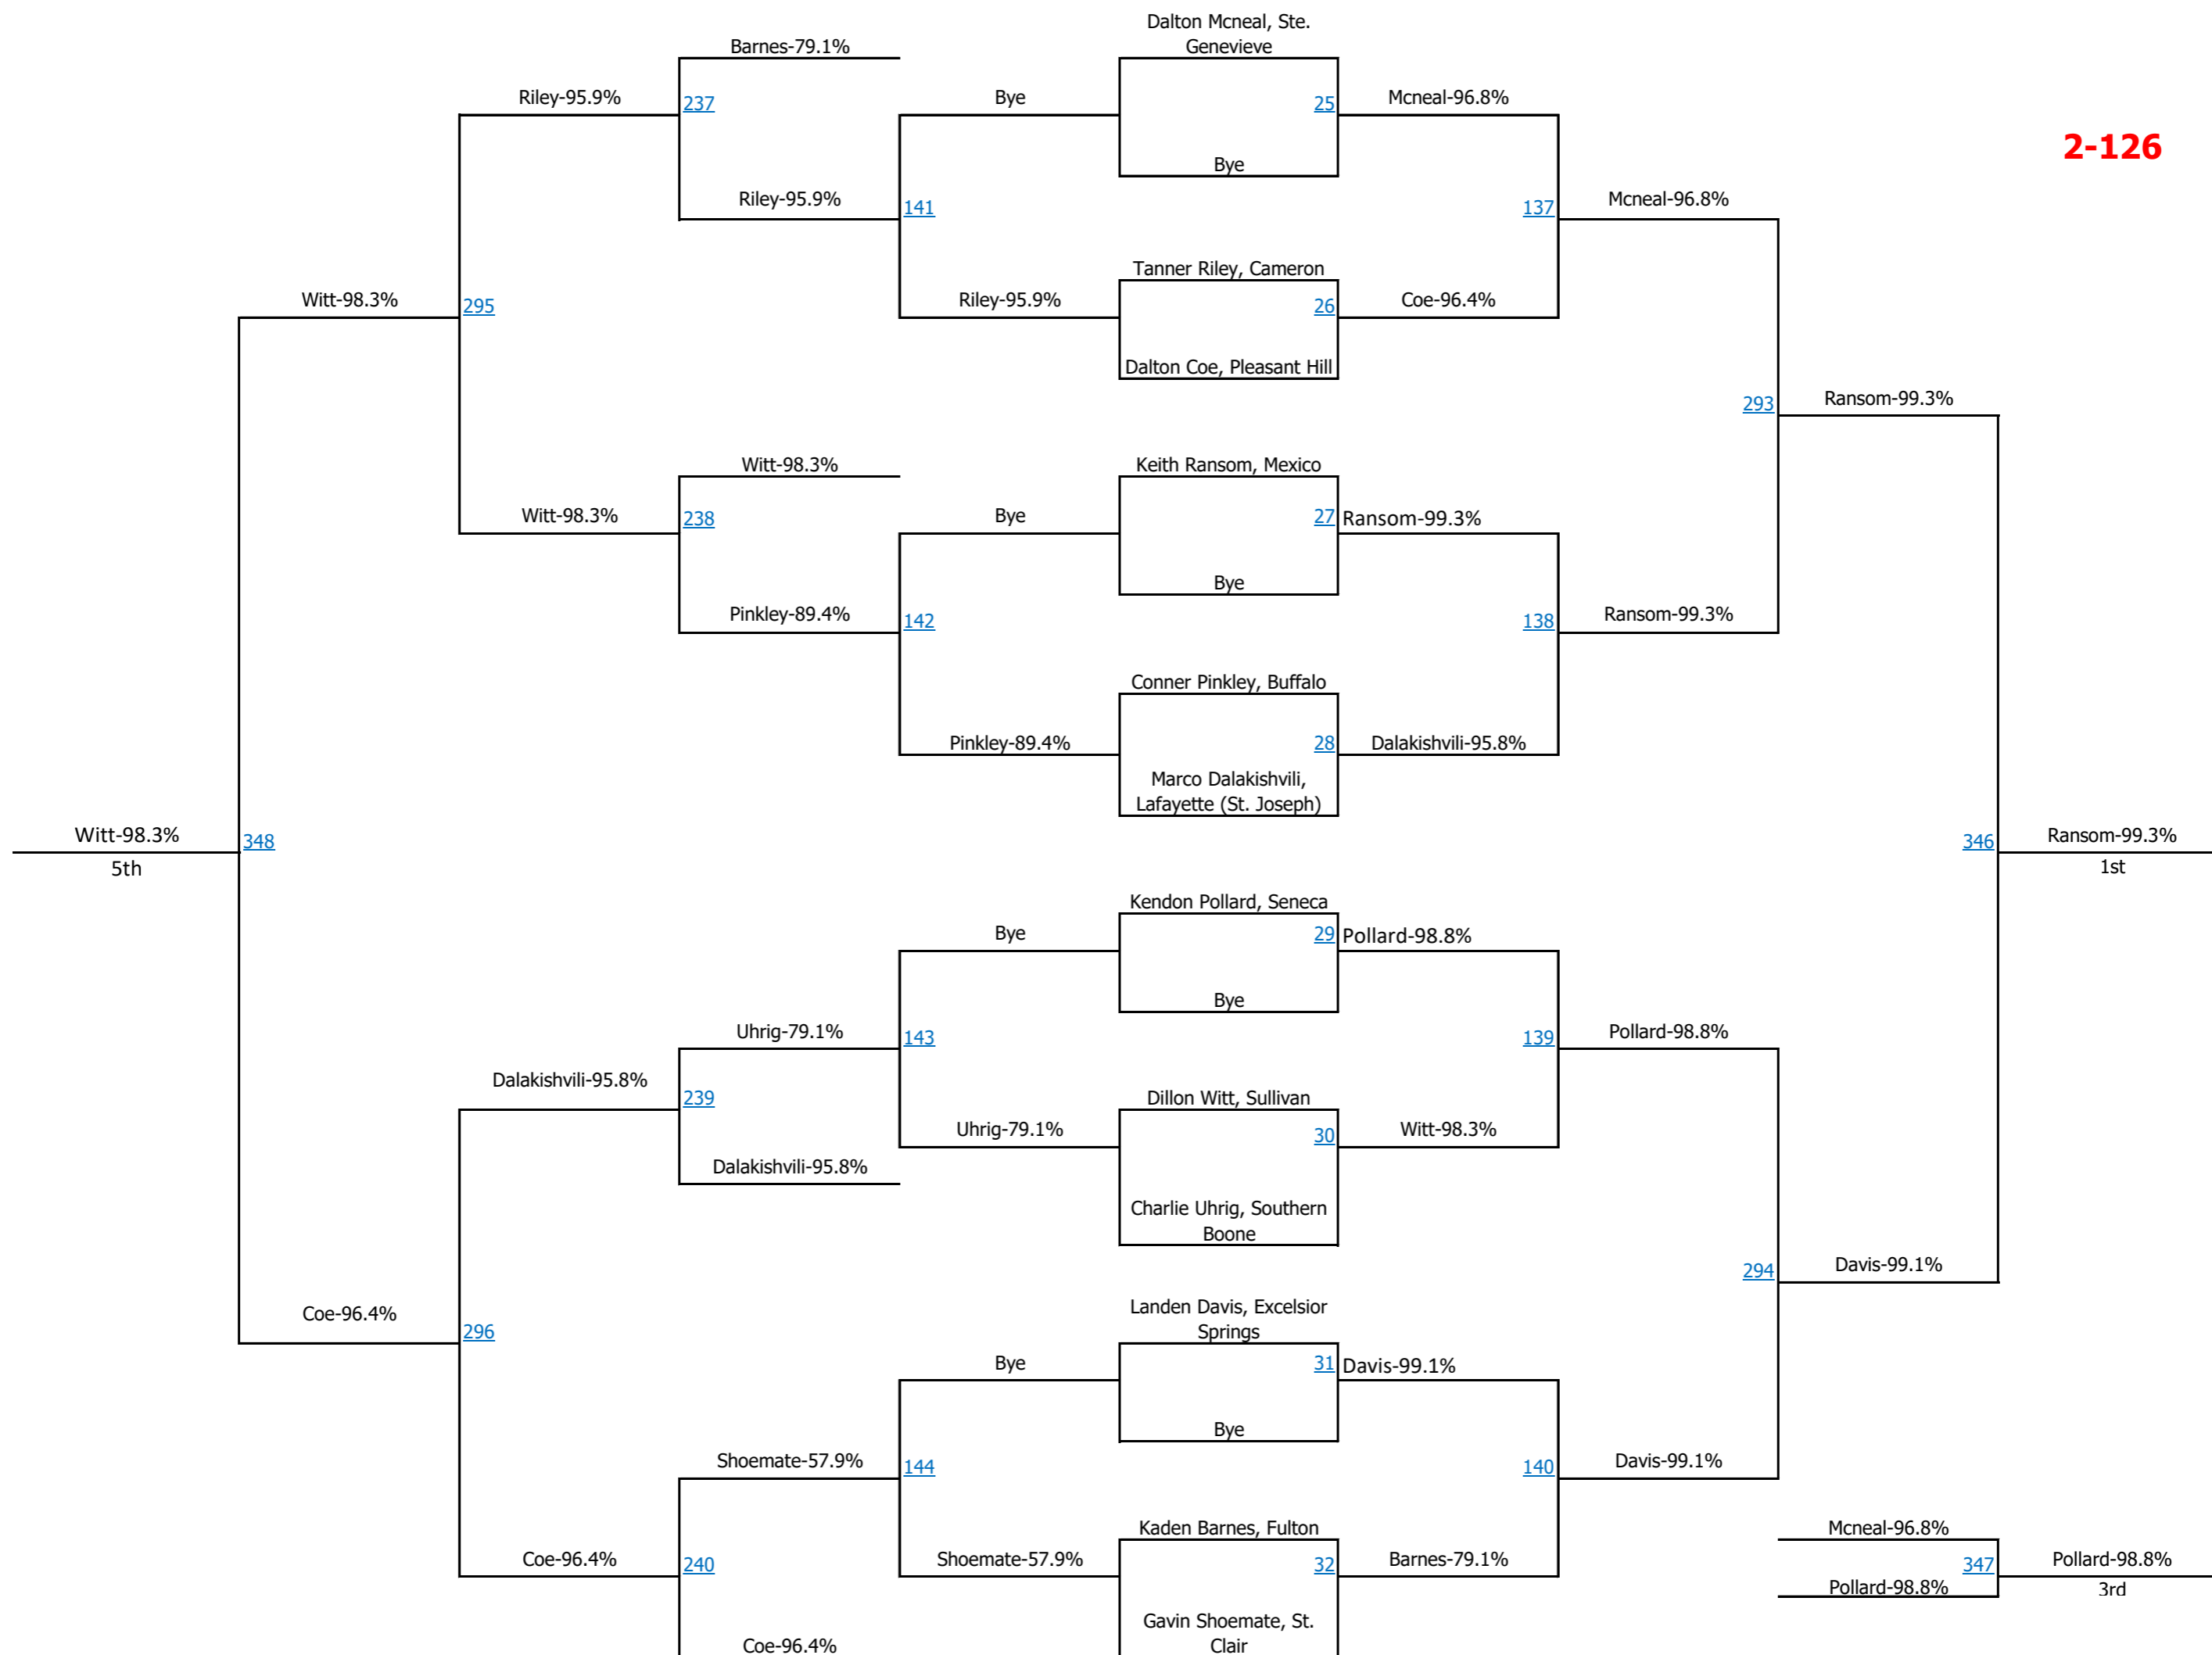 Dalton Mcneal, Ste.
Genevieve
Barnes-79.1%
Riley-95.9%
237
Bye
25
Mcneal-96.8%
2-126
Bye
Riley-95.9%
141
137
Mcneal-96.8%
Tanner Riley, Cameron
Witt-98.3%
295
Riley-95.9%
26
Coe-96.4%
Dalton Coe, Pleasant Hill
293
Ransom-99.3%
Witt-98.3%
Keith Ransom, Mexico
Witt-98.3%
238
Bye
27
Ransom-99.3%
Bye
Pinkley-89.4%
142
138
Ransom-99.3%
Conner Pinkley, Buffalo
Pinkley-89.4%
28
Dalakishvili-95.8%
Marco Dalakishvili,
Lafayette (St. Joseph)
Witt-98.3%
348
346
Ransom-99.3%
5th
1st
Kendon Pollard, Seneca
Bye
29
Pollard-98.8%
Bye
Uhrig-79.1%
143
139
Pollard-98.8%
Dalakishvili-95.8%
239
Dillon Witt, Sullivan
Uhrig-79.1%
30
Witt-98.3%
Dalakishvili-95.8%
Charlie Uhrig, Southern
Boone
294
Davis-99.1%
Coe-96.4%
296
Landen Davis, Excelsior
Springs
Bye
31
Davis-99.1%
Bye
Shoemate-57.9%
144
140
Davis-99.1%
Kaden Barnes, Fulton
Mcneal-96.8%
Coe-96.4%
240
Shoemate-57.9%
32
Barnes-79.1%
347
Pollard-98.8%
Pollard-98.8%
3rd
Gavin Shoemate, St.
Clair
Coe-96.4%